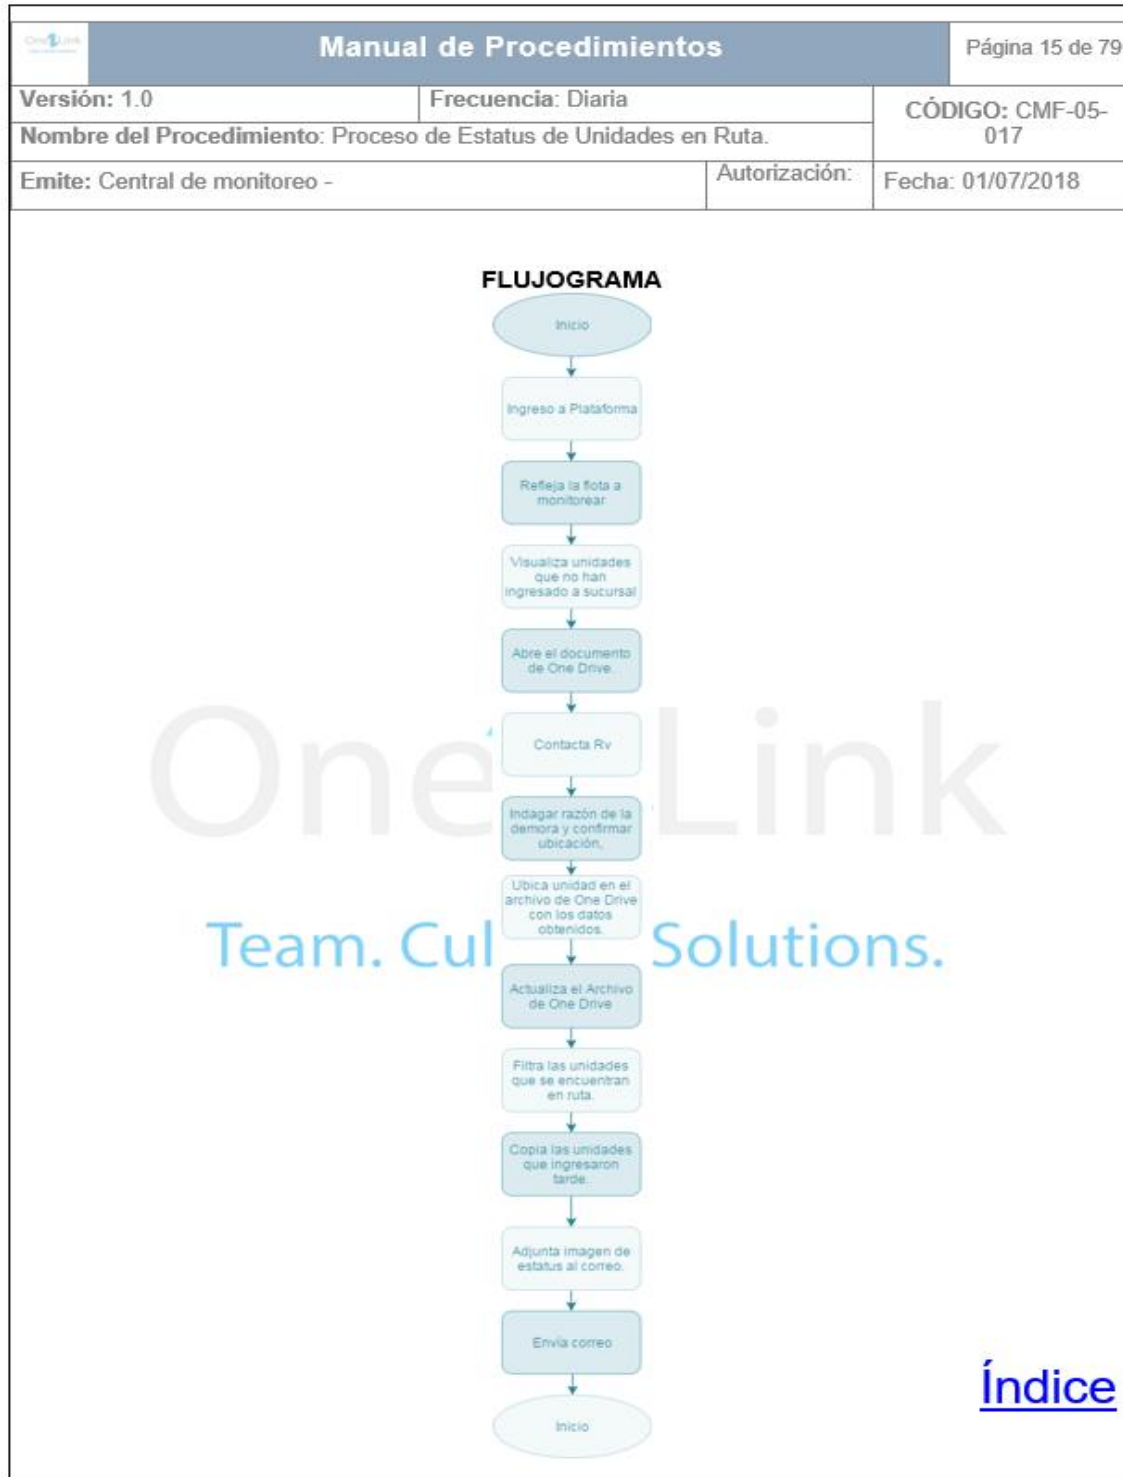 One2Link
Manual de Procedimientos
Página 15 de 79
Versión: 1.0
Frecuencia: Diaria
CÓDIGO: CMF-05-
017
Nombre del Procedimiento: Proceso de Estatus de Unidades en Ruta.
Emite: Central de monitoreo -
Autorización:
Fecha: 01/07/2018
FLUJOGRAMA
Inicio
Ingreso a Plataforma
Refleja la flota a
monitorear
Visualiza unidades
que no han
ingresado a sucursal
Abre el documento
de One Drive.
Contacta Rv
Indagar razón de la
demora y confirmar
ubicación,
Ubica unidad en el
archivo de One Drive
con los datos
obtenidos.
Actualiza el Archivo
de One Drive
Filtra las unidades
que se encuentran
en ruta.
Copia las unidades
que ingresaron
tarde.
Adjunta imagen de
estatus al correo.
Envía correo
Inicio
One Link
Team. Cul Solutions.
Índice